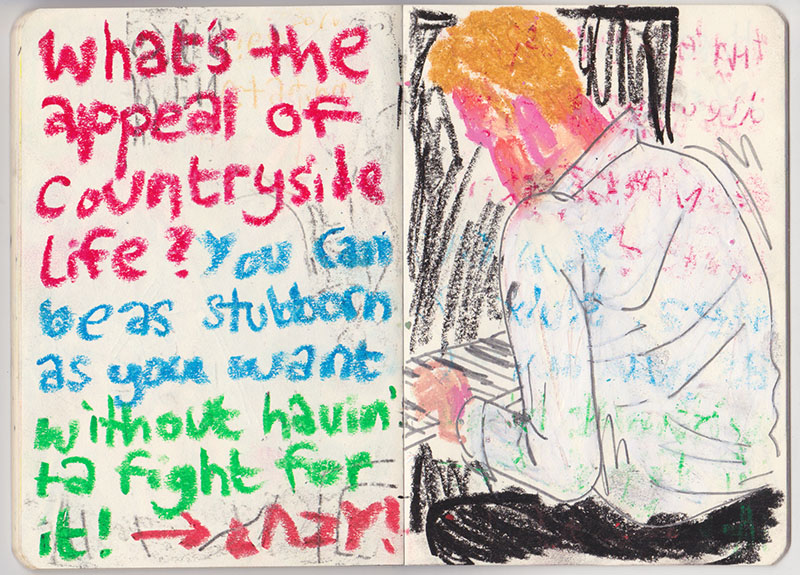 What's the
appeal of
countryside
life? You can
be as stubborn
as you want
without havin'
ta fight for
it! →